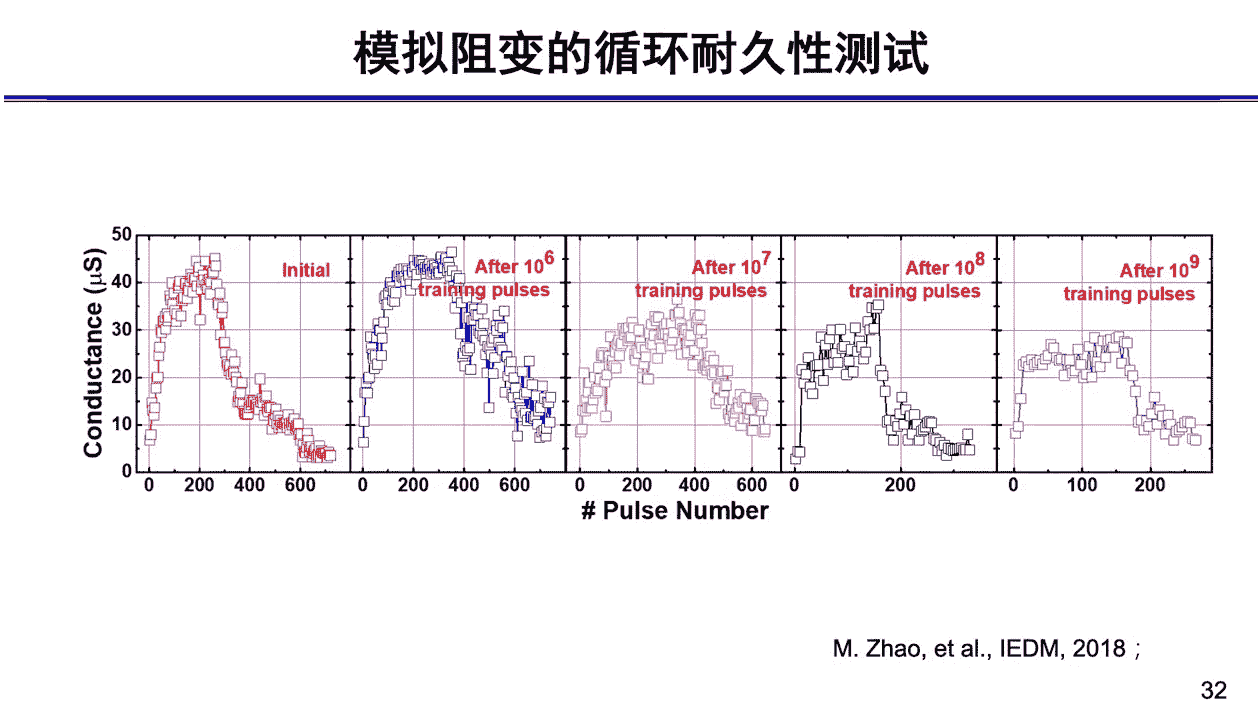 模拟阻变的循环耐久性测试
Conductance (μS)
50
40
30
20
10
0
Initial
After 10⁶
training pulses
After 10⁷
training pulses
After 10⁸
training pulses
After 10⁹
training pulses
0 200 400 600
0 200 400 600
0 200 400 600
0 200
0 100 200
# Pulse Number
M. Zhao, et al., IEDM, 2018；
32